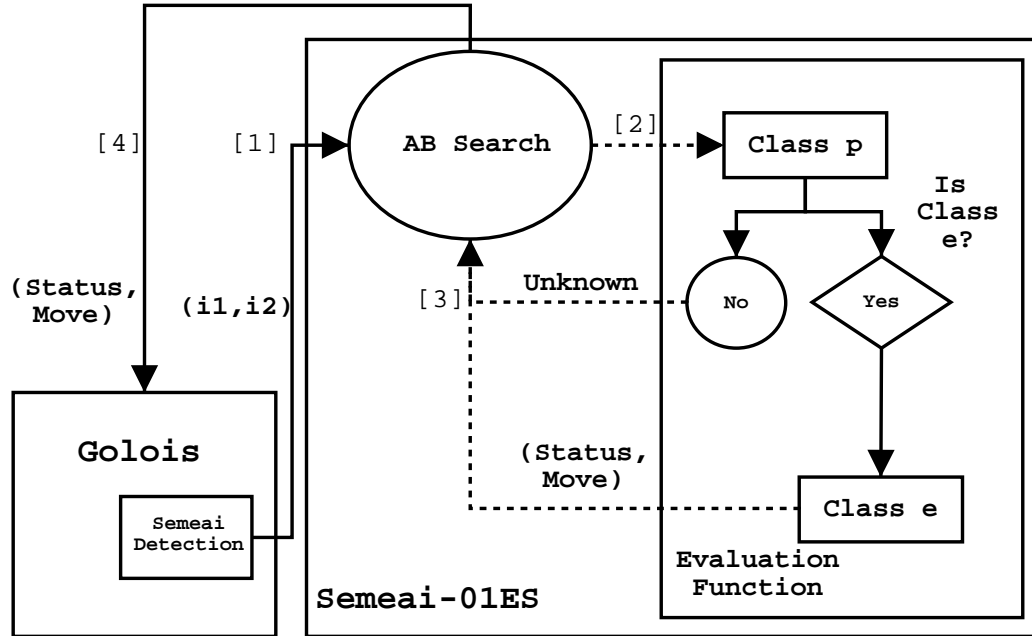 [4]
[1]
AB Search
[2]
Class p
Is
Class
e?
(Status,
Move)
(i1,i2)
[3]
Unknown
No
Yes
Golois
Semeai
Detection
(Status,
Move)
Class e
Evaluation
Function
Semeai-01ES